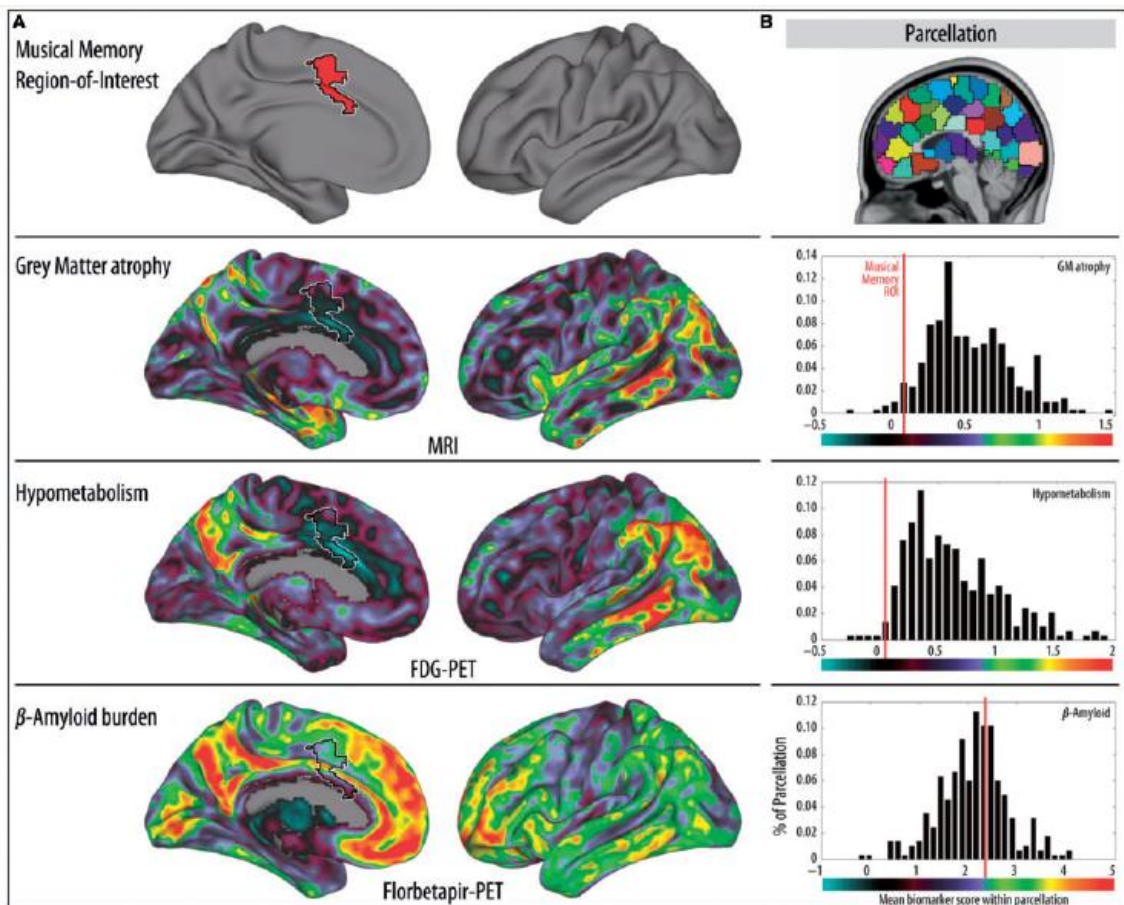 A
B
Musical Memory
Region-of-Interest
Parcellation
Grey Matter atrophy
MRI
Musical
Memory
ROI
GM atrophy
0.14
0.12
0.10
0.08
0.06
0.04
0.02
0
−0.5
0
0.5
1
1.5
Hypometabolism
FDG-PET
Hypometabolism
0.12
0.10
0.08
0.06
0.04
0.02
0
−0.5
0
0.5
1
1.5
2
β-Amyloid burden
Florbetapir-PET
β-Amyloid
% of Parcellation
0.12
0.10
0.08
0.06
0.04
0.02
0
−1
0
1
2
3
4
5
Mean biomarker score within parcellation